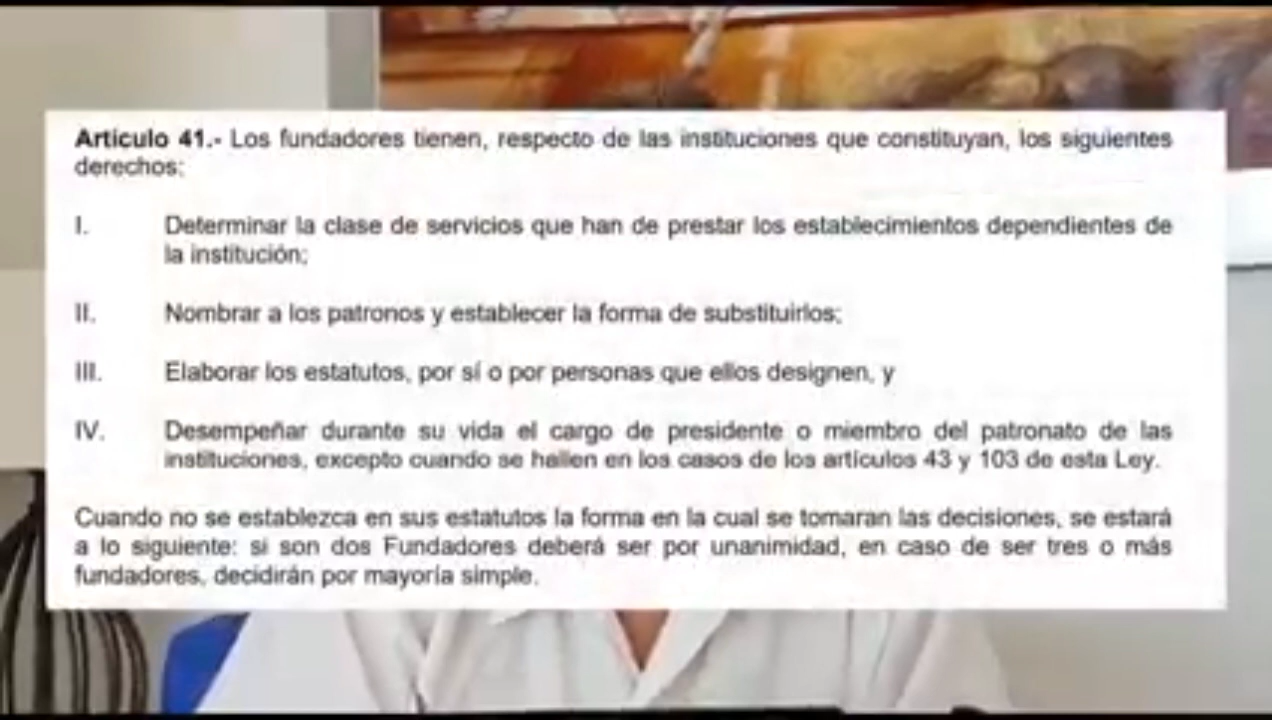 Artículo 41.- Los fundadores tienen, respecto de las instituciones que constituyan, los siguientes
derechos:
I. Determinar la clase de servicios que han de prestar los establecimientos dependientes de
la institución;
II. Nombrar a los patronos y establecer la forma de substituirlos;
III. Elaborar los estatutos, por sí o por personas que ellos designen, y
IV. Desempeñar durante su vida el cargo de presidente o miembro del patronato de las
instituciones, excepto cuando se hallen en los casos de los artículos 43 y 103 de esta Ley.
Cuando no se establezca en sus estatutos la forma en la cual se tomaran las decisiones, se estará
a lo siguiente: si son dos Fundadores deberá ser por unanimidad, en caso de ser tres o más
fundadores, decidirán por mayoría simple.